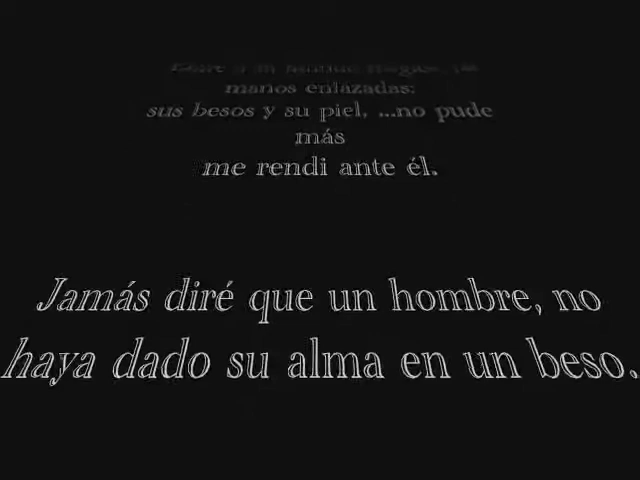 manos enlazadas:
sus besos y su piel, ...no pude
más
me rendi ante él.
Jamás diré que un hombre, no
haya dado su alma en un beso.